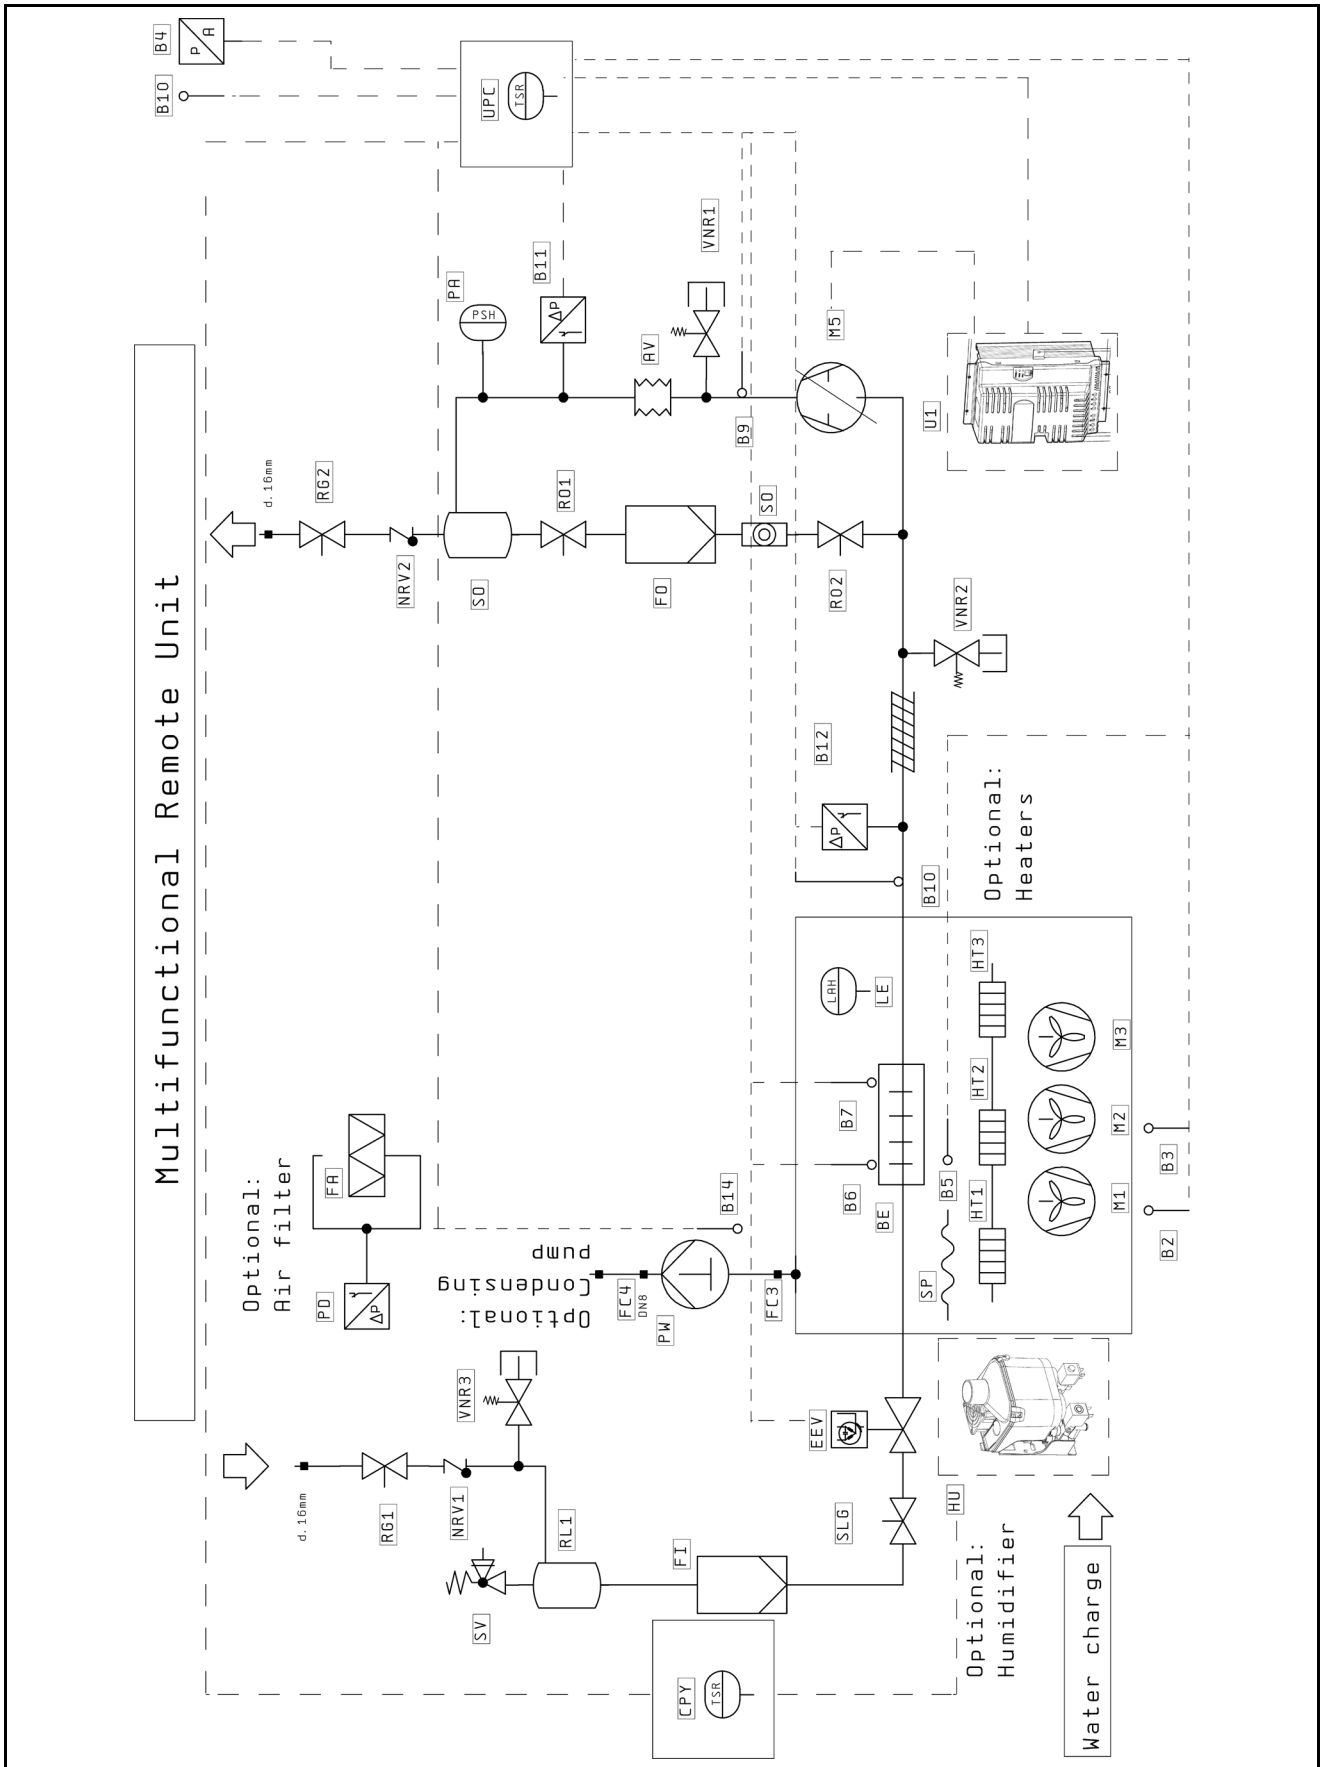 Multifunctional Remote Unit
B4
P
A
B10
UPC
TSR
PA
PSH
B11
ΔP
VNR1
AV
d.16mm
RG2
NRV2
SO
RO1
FO
SO
RO2
B9
M5
U1
VNR2
B12
ΔP
B10
Optional:
Heaters
Optional:
Air filter
FA
PD
ΔP
Optional:
Condensing
pump
B14
FC4
DN8
PW
FC3
LAH
LE
B7
B6
BE
B5
SP
HT1
HT2
HT3
M1
M2
M3
B2
B3
d.16mm
RG1
NRV1
VNR3
SV
RL1
FI
SLG
EEV
HU
Optional:
Humidifier
CPY
TSR
Water charge